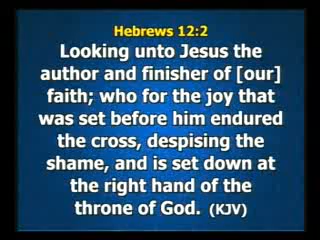 Hebrews 12:2
Looking unto Jesus the
author and finisher of [our]
faith; who for the joy that
was set before him endured
the cross, despising the
shame, and is set down at
the right hand of the
throne of God. (KJV)